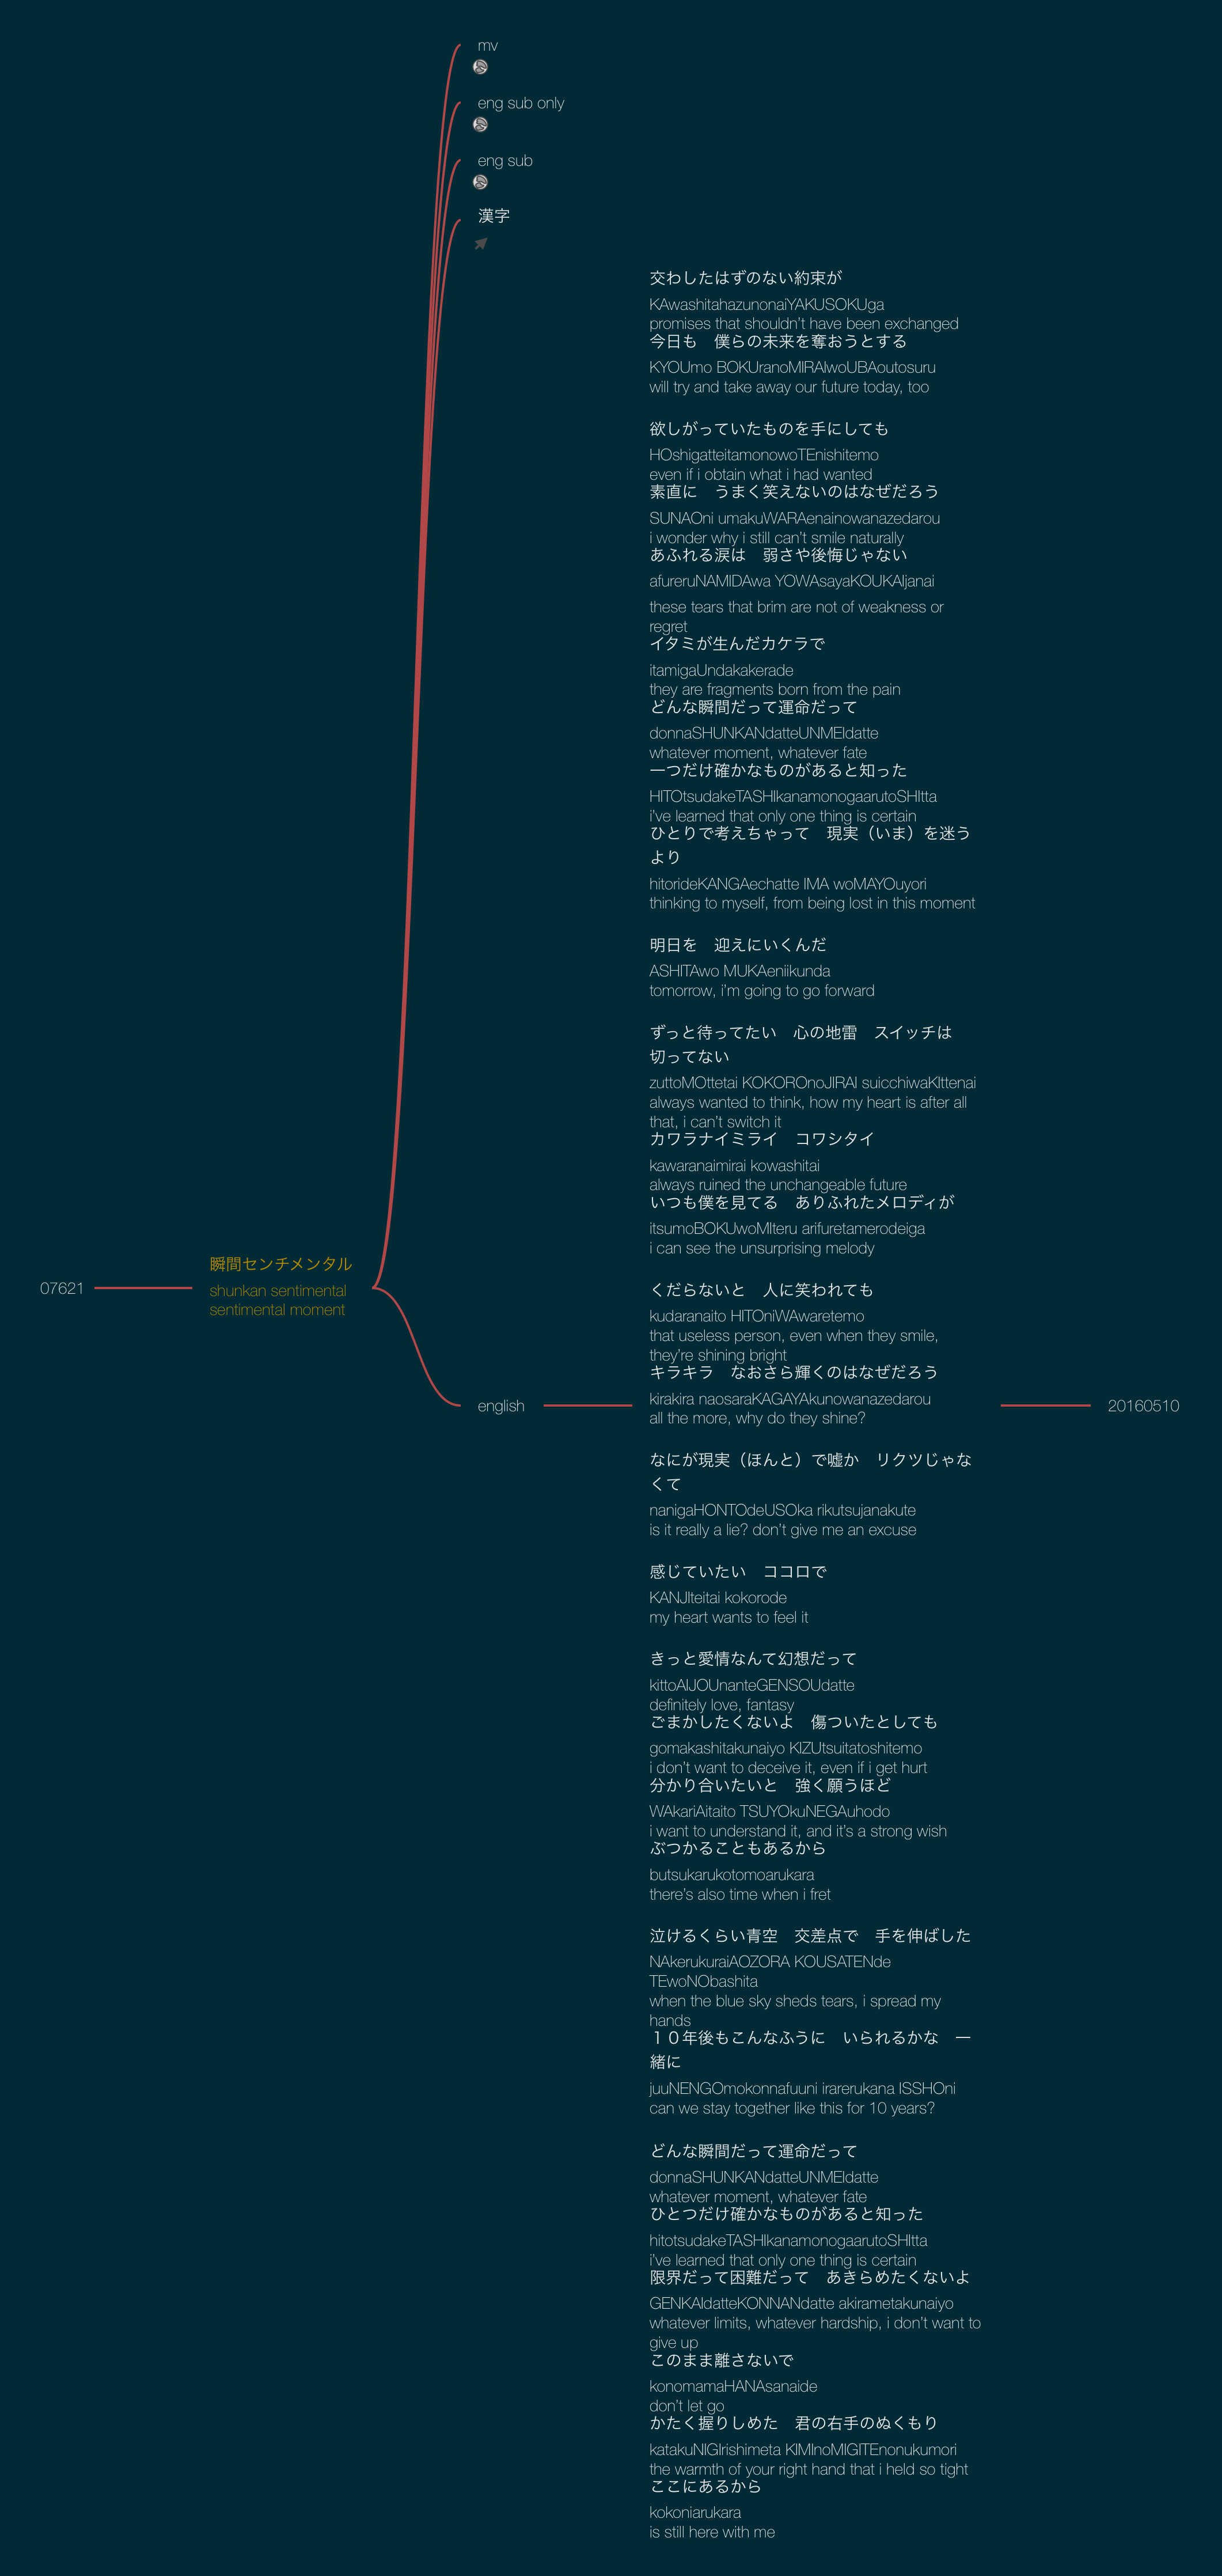 mv
eng sub only
eng sub
漢字
交わしたはずのない約束が
KAwashitahazunonaiYAKUSOKUga
promises that shouldn't have been exchanged
今日も　僕らの未来を奪おうとする
KYOUmo BOKUranoMIRAIwoUBAoutosuru
will try and take away our future today, too
欲しがっていたものを手にしても
HOshigatteitamonowoTEnishitemo
even if i obtain what i had wanted
素直に　うまく笑えないのはなぜだろう
SUNAOni umakuWARAenainowanazedarou
i wonder why i still can't smile naturally
あふれる涙は　弱さや後悔じゃない
afureruNAMIDAwa YOWAsayaKOUKAIjanai
these tears that brim are not of weakness or
regret
イタミが生んだカケラで
itamigaUndakakerade
they are fragments born from the pain
どんな瞬間だって運命だって
donnaSHUNKANdatteUNMEIdatte
whatever moment, whatever fate
一つだけ確かなものがあると知った
HITOtsudakeTASHIkanamonogaarutoSHItta
i've learned that only one thing is certain
ひとりで考えちゃって　現実（いま）を迷う
より
hitorideKANGAechatte IMA woMAYOuyori
thinking to myself, from being lost in this moment
明日を　迎えにいくんだ
ASHITAwo MUKAeniikunda
tomorrow, i'm going to go forward
ずっと待ってたい　心の地雷　スイッチは
切ってない
zuttoMOttetai KOKOROnoJIRAI suicchiwaKIttenai
always wanted to think, how my heart is after all
that, i can't switch it
カワラナイミライ　コワシタイ
kawaranaimirai kowashitai
always ruined the unchangeable future
いつも僕を見てる　ありふれたメロディが
itsumoBOKUwoMIteru arifuretamerodeiga
i can see the unsurprising melody
瞬間センチメンタル
shunkan sentimental
sentimental moment
07621
くだらないと　人に笑われても
kudaranaito HITOniWAwaretemo
that useless person, even when they smile,
they're shining bright
キラキラ　なおさら輝くのはなぜだろう
kirakira naosaraKAGAYAkunowanazedarou
all the more, why do they shine?
english
20160510
なにが現実（ほんと）で嘘か　リクツじゃな
くて
nanigaHONTOdeUSOka rikutsujanakute
is it really a lie? don't give me an excuse
感じていたい　ココロで
KANJIteitai kokorode
my heart wants to feel it
きっと愛情なんて幻想だって
kittoAIJOUnanteGENSOUdatte
definitely love, fantasy
ごまかしたくないよ　傷ついたとしても
gomakashitakunaiyo KIZUtsuitatoshitemo
i don't want to deceive it, even if i get hurt
分かり合いたいと　強く願うほど
WAkariAitaito TSUYOkuNEGAuhodo
i want to understand it, and it's a strong wish
ぶつかることもあるから
butsukarukotomoarukara
there's also time when i fret
泣けるくらい青空　交差点で　手を伸ばした
NAkerukuraiAOZORA KOUSATENde
TEwoNObashita
when the blue sky sheds tears, i spread my
hands
１０年後もこんなふうに　いられるかな　一
緒に
juuNENGOmokonnafuuni irarerukana ISSHOni
can we stay together like this for 10 years?
どんな瞬間だって運命だって
donnaSHUNKANdatteUNMEIdatte
whatever moment, whatever fate
ひとつだけ確かなものがあると知った
hitotsudakeTASHIkanamonogaarutoSHItta
i've learned that only one thing is certain
限界だって困難だって　あきらめたくないよ
GENKAIdatteKONNANdatte akirametakunaiyo
whatever limits, whatever hardship, i don't want to
give up
このまま離さないで
konomamaHANAsanaide
don't let go
かたく握りしめた　君の右手のぬくもり
katakuNIGIrishimeta KIMInoMIGITEnonukumori
the warmth of your right hand that i held so tight
ここにあるから
kokoniarukara
is still here with me